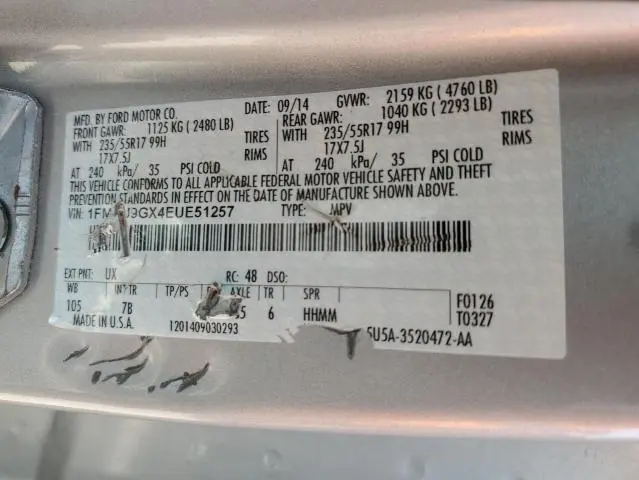 MFD. BY FORD MOTOR CO. DATE: 09/14 GVWR: 2159 KG ( 4760 LB)
FRONT GAWR: 1125 KG ( 2480 LB) REAR GAWR: 1040 KG ( 2293 LB)
WITH 235/55R17 99H TIRES WITH 235/55R17 99H TIRES
17X7.5J RIMS 17X7.5J RIMS
AT 240 kPa/ 35 PSI COLD AT 240 kPa/ 35 PSI COLD
THIS VEHICLE CONFORMS TO ALL APPLICABLE FEDERAL MOTOR VEHICLE SAFETY AND THEFT
PREVENTION STANDARDS IN EFFECT ON THE DATE OF MANUFACTURE SHOWN ABOVE.
VIN: TYPE: MPV
EXT PNT: UX RC: 48 DSO:
WB INT TR TP/PS AXLE TR SPR
105 7B 6 HHMM F0126
T0327
MADE IN U.S.A. 1201409030293 5U5A-3520472-AA